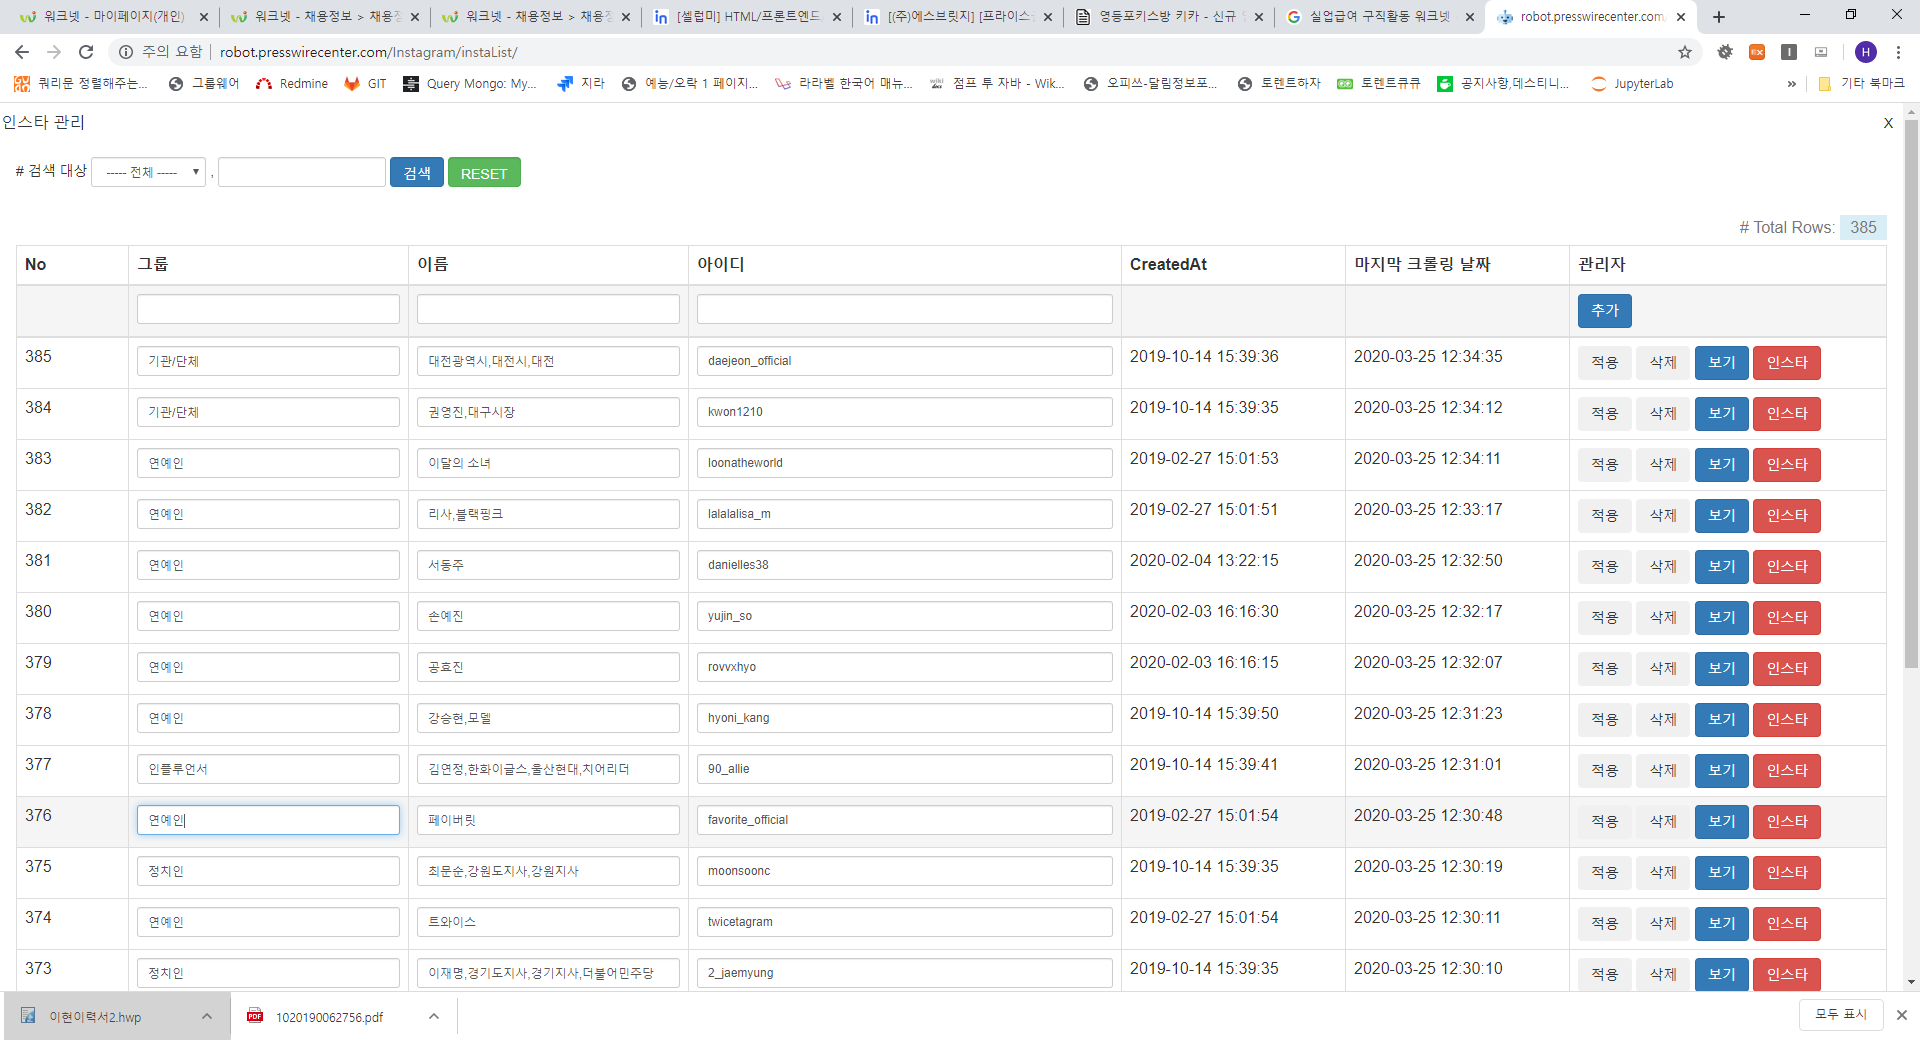 워크넷 - 마이페이지(개인)
워크넷 - 채용정보 > 채용정
워크넷 - 채용정보 > 채용정
[셀럽미] HTML/프론트엔드
[(주)에스브릿지] [프라이스
영등포키스방 키카 - 신규
실업급여 구직활동 워크넷
robot.presswirecenter.com
주의 요함 | robot.presswirecenter.com/Instagram/instaList/
쿼리문 정렬해주는...
그룹웨어
Redmine
GIT
Query Mongo: My...
지라
예능/오락 1 페이지...
라라벨 한국어 매뉴...
점프 투 자바 - Wik...
오피쓰-달림정보포...
토렌트하자
토렌트큐큐
공지사항,데스티니...
JupyterLab
»
기타 북마크
인스타 관리
X
# 검색 대상 ----- 전체 ----- , 검색 RESET
# Total Rows: 385
No 그룹 이름 아이디 CreatedAt 마지막 크롤링 날짜 관리자
추가
385 기관/단체 대전광역시,대전시,대전 daejeon_official 2019-10-14 15:39:36 2020-03-25 12:34:35 적용 삭제 보기 인스타
384 기관/단체 권영진,대구시장 kwon1210 2019-10-14 15:39:35 2020-03-25 12:34:12 적용 삭제 보기 인스타
383 연예인 이달의 소녀 loonatheworld 2019-02-27 15:01:53 2020-03-25 12:34:11 적용 삭제 보기 인스타
382 연예인 리사,블랙핑크 lalalalisa_m 2019-02-27 15:01:51 2020-03-25 12:33:17 적용 삭제 보기 인스타
381 연예인 서동주 danielles38 2020-02-04 13:22:15 2020-03-25 12:32:50 적용 삭제 보기 인스타
380 연예인 손예진 yujin_so 2020-02-03 16:16:30 2020-03-25 12:32:17 적용 삭제 보기 인스타
379 연예인 공효진 rovvxhyo 2020-02-03 16:16:15 2020-03-25 12:32:07 적용 삭제 보기 인스타
378 연예인 강승현,모델 hyoni_kang 2019-10-14 15:39:50 2020-03-25 12:31:23 적용 삭제 보기 인스타
377 인플루언서 김연정,한화이글스,울산현대,치어리더 90_allie 2019-10-14 15:39:41 2020-03-25 12:31:01 적용 삭제 보기 인스타
376 연예인 페이버릿 favorite_official 2019-02-27 15:01:54 2020-03-25 12:30:48 적용 삭제 보기 인스타
375 정치인 최문순,강원도지사,강원지사 moonsoonc 2019-10-14 15:39:35 2020-03-25 12:30:19 적용 삭제 보기 인스타
374 연예인 트와이스 twicetagram 2019-02-27 15:01:54 2020-03-25 12:30:11 적용 삭제 보기 인스타
373 정치인 이재명,경기도지사,경기지사,더불어민주당 2_jaemyung 2019-10-14 15:39:35 2020-03-25 12:30:10 적용 삭제 보기 인스타
이현이력서2.hwp
1020190062756.pdf
모두 표시